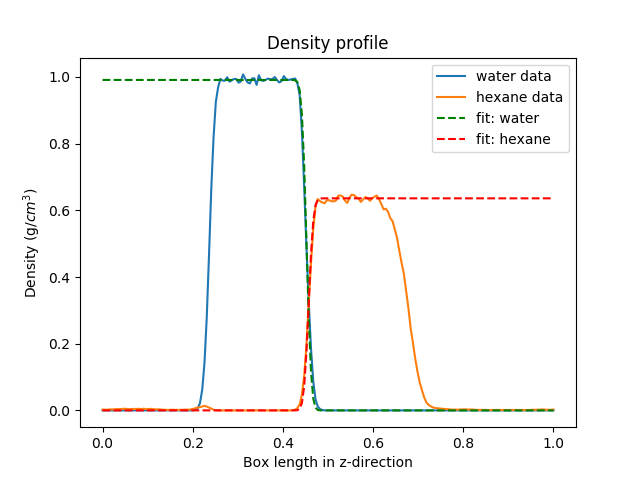 Density profile
water data
hexane data
fit: water
fit: hexane
Density (g/cm³)
1.0
0.8
0.6
0.4
0.2
0.0
0.0 0.2 0.4 0.6 0.8 1.0
Box length in z-direction